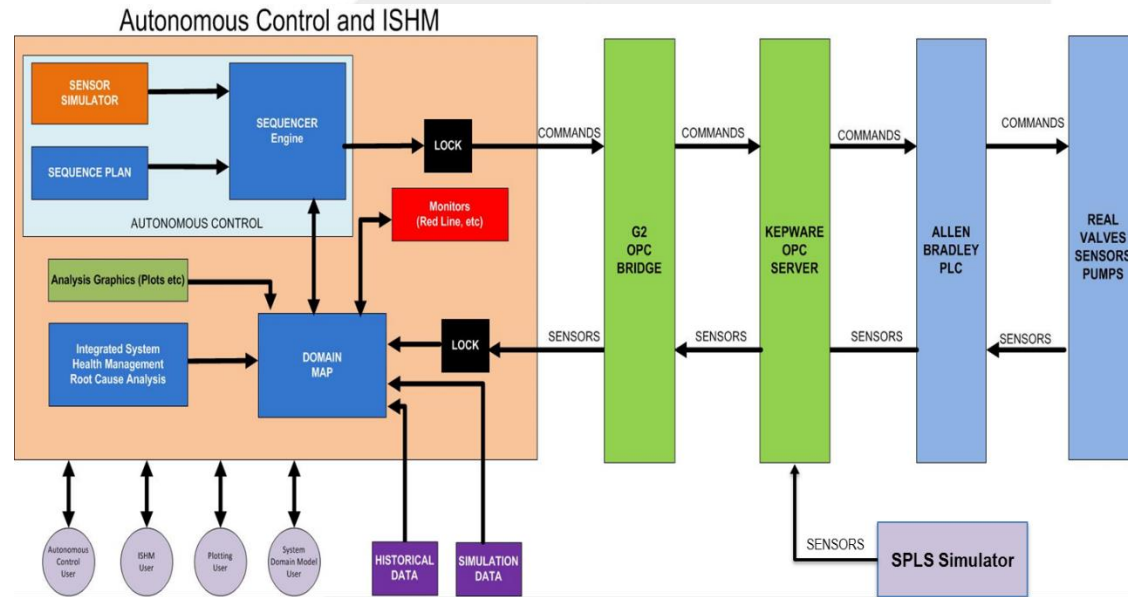 Autonomous Control and ISHM
SENSOR
SIMULATOR
SEQUENCE PLAN
SEQUENCER
Engine
AUTONOMOUS CONTROL
LOCK
COMMANDS
COMMANDS
COMMANDS
COMMANDS
Monitors
(Red Line, etc)
G2
OPC
BRIDGE
KEPWARE
OPC
SERVER
ALLEN
BRADLEY
PLC
REAL
VALVES
SENSORS
PUMPS
Analysis Graphics (Plots etc)
Integrated System
Health Management
Root Cause Analysis
DOMAIN
MAP
LOCK
SENSORS
SENSORS
SENSORS
SENSORS
Autonomous
Control
User
ISHM
User
Plotting
User
System
Domain Model
User
HISTORICAL
DATA
SIMULATION
DATA
SENSORS
SPLS Simulator